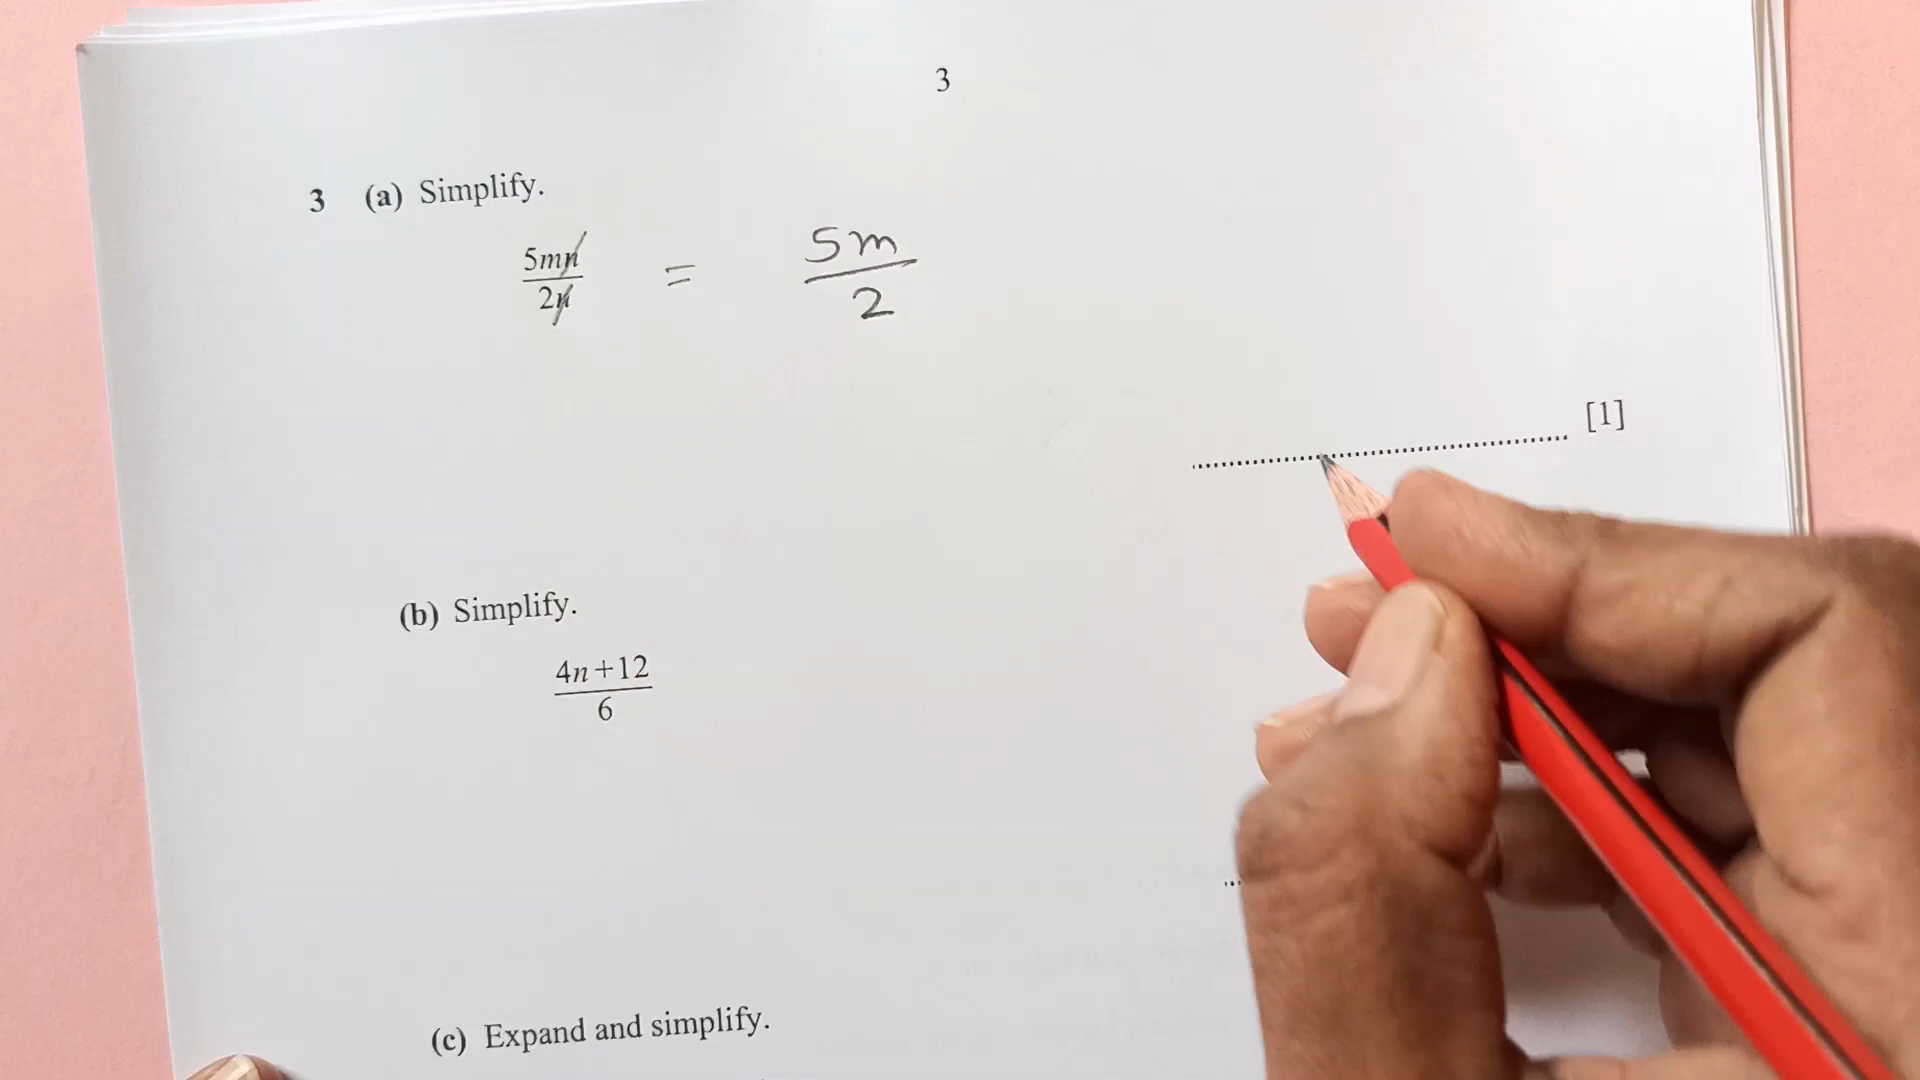 3
3 (a) Simplify.
5mn/2n = 5m/2
[1]
(b) Simplify.
4n+12/6
(c) Expand and simplify.